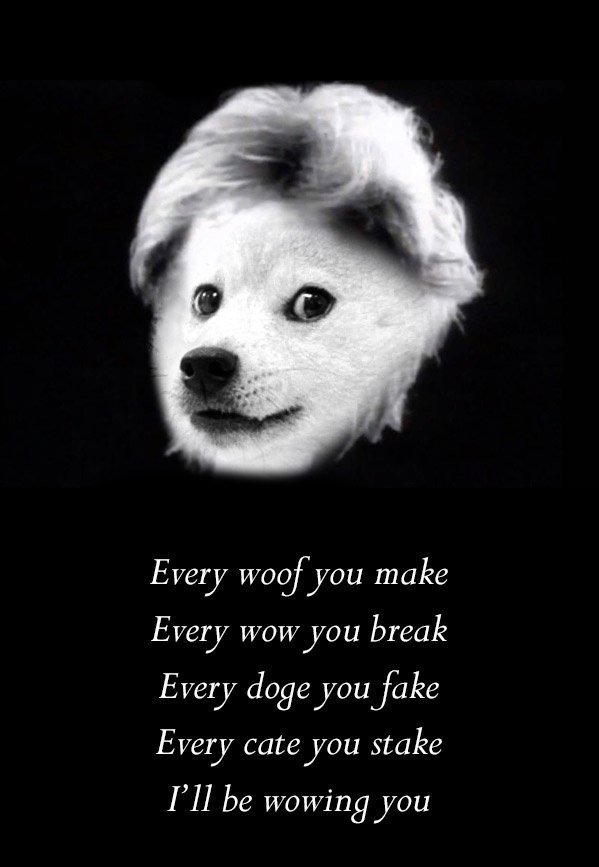 Every woof you make
Every wow you break
Every doge you fake
Every cate you stake
I'll be wowing you